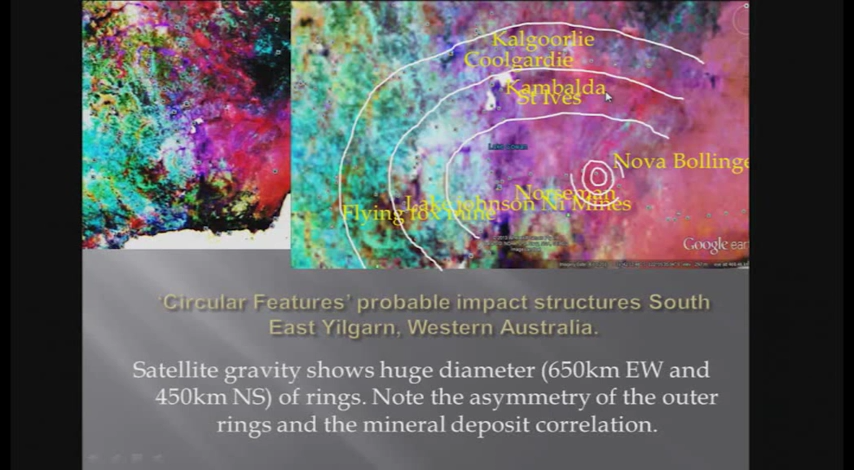 Kalgoorlie
Coolgardie
Kambalda
St Ives
Nova Bollinge
Norseman
Lake Johnson Ni Mines
Flying fox mine
Google ear
'Circular Features' probable impact structures South
East Yilgarn, Western Australia.
Satellite gravity shows huge diameter (650km EW and
450km NS) of rings. Note the asymmetry of the outer
rings and the mineral deposit correlation.